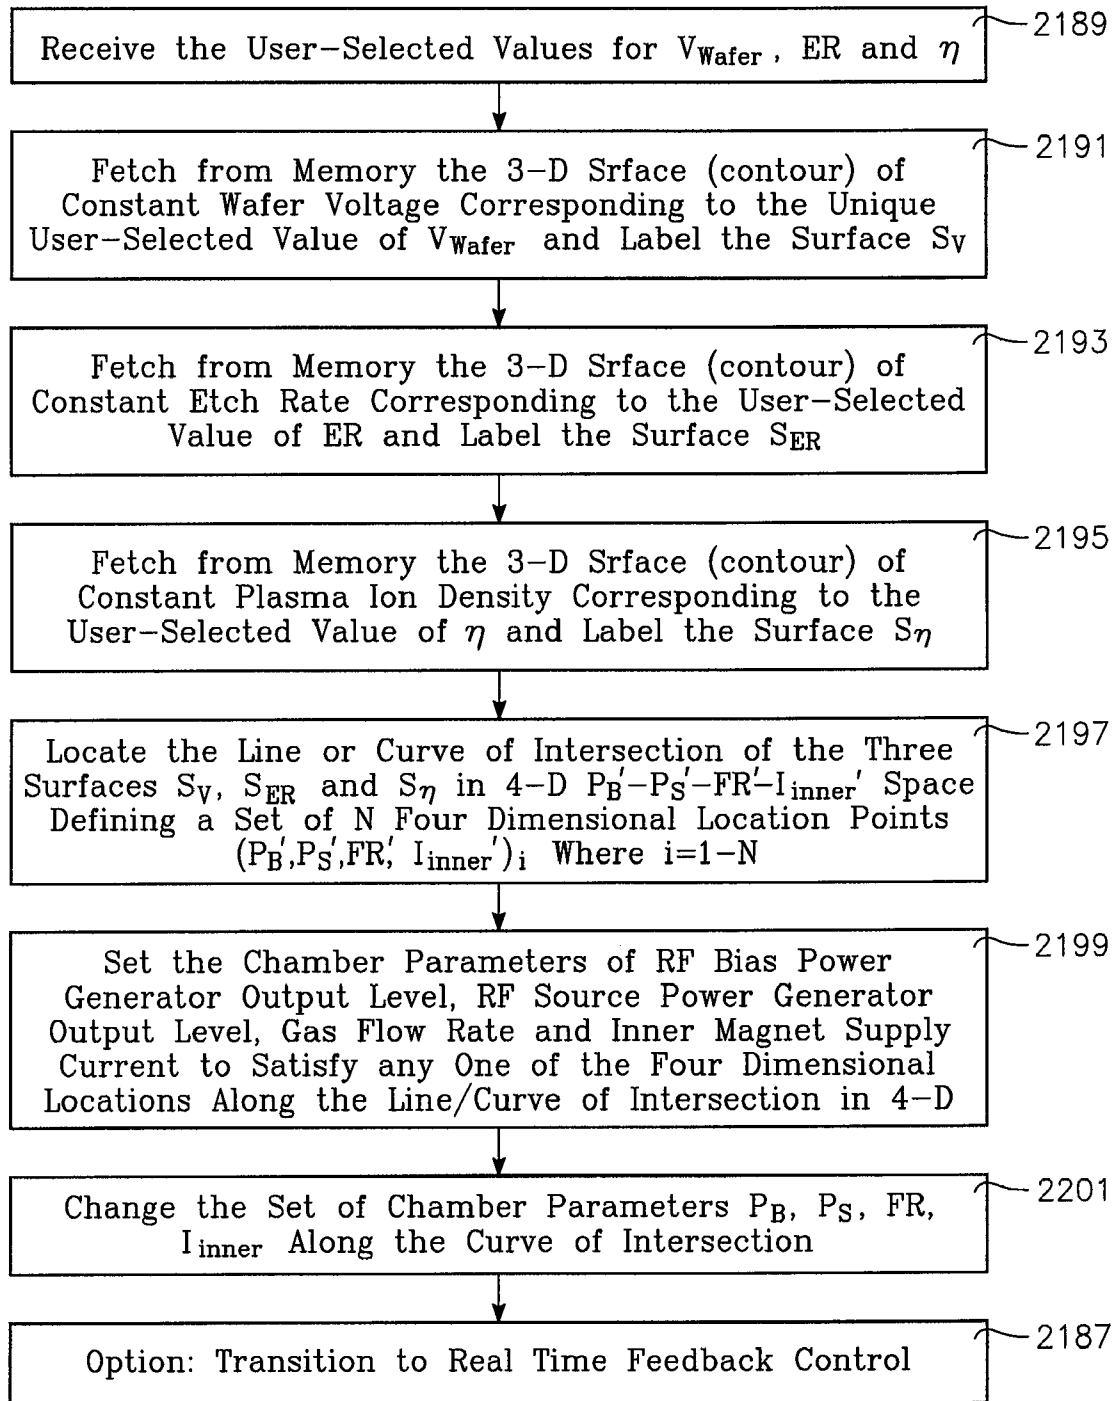 Receive the User-Selected Values for VWafer, ER and η
2189
Fetch from Memory the 3-D Srface (contour) of
Constant Wafer Voltage Corresponding to the Unique
User-Selected Value of VWafer and Label the Surface SV
2191
Fetch from Memory the 3-D Srface (contour) of
Constant Etch Rate Corresponding to the User-Selected
Value of ER and Label the Surface SER
2193
Fetch from Memory the 3-D Srface (contour) of
Constant Plasma Ion Density Corresponding to the
User-Selected Value of η and Label the Surface Sη
2195
Locate the Line or Curve of Intersection of the Three
Surfaces SV, SER and Sη in 4-D PB'-PS'-FR'-Iinner' Space
Defining a Set of N Four Dimensional Location Points
(PB',PS',FR,' Iinner')i Where i=1-N
2197
Set the Chamber Parameters of RF Bias Power
Generator Output Level, RF Source Power Generator
Output Level, Gas Flow Rate and Inner Magnet Supply
Current to Satisfy any One of the Four Dimensional
Locations Along the Line/Curve of Intersection in 4-D
2199
Change the Set of Chamber Parameters PB, PS, FR,
Iinner Along the Curve of Intersection
2201
Option: Transition to Real Time Feedback Control
2187